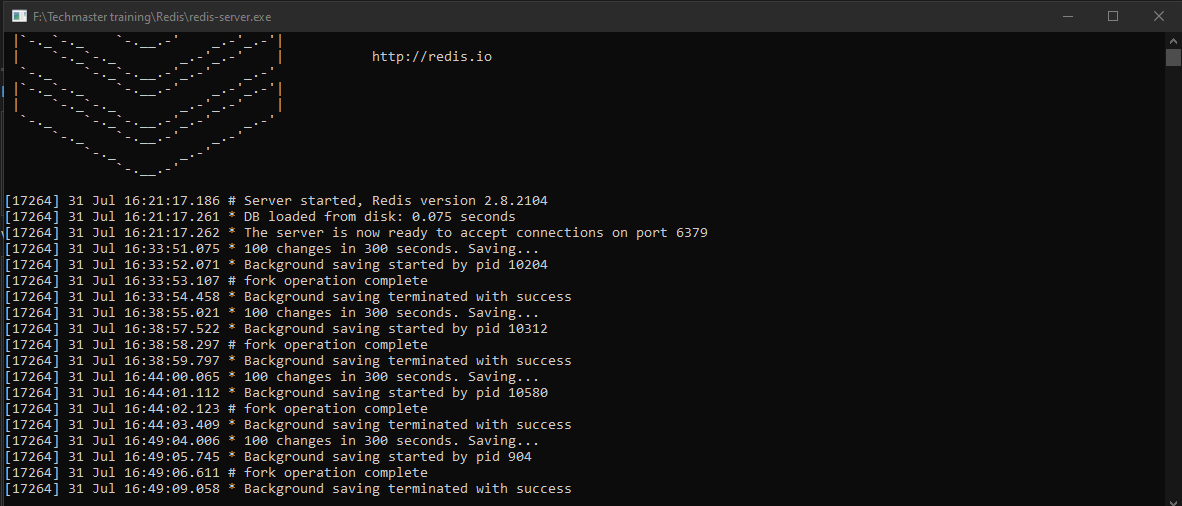 F:\Techmaster training\Redis\redis-server.exe
http://redis.io
[17264] 31 Jul 16:21:17.186 # Server started, Redis version 2.8.2104
[17264] 31 Jul 16:21:17.261 * DB loaded from disk: 0.075 seconds
[17264] 31 Jul 16:21:17.262 * The server is now ready to accept connections on port 6379
[17264] 31 Jul 16:33:51.075 * 100 changes in 300 seconds. Saving...
[17264] 31 Jul 16:33:52.071 * Background saving started by pid 10204
[17264] 31 Jul 16:33:53.107 # fork operation complete
[17264] 31 Jul 16:33:54.458 * Background saving terminated with success
[17264] 31 Jul 16:38:55.021 * 100 changes in 300 seconds. Saving...
[17264] 31 Jul 16:38:57.522 * Background saving started by pid 10312
[17264] 31 Jul 16:38:58.297 # fork operation complete
[17264] 31 Jul 16:38:59.797 * Background saving terminated with success
[17264] 31 Jul 16:44:00.065 * 100 changes in 300 seconds. Saving...
[17264] 31 Jul 16:44:01.112 * Background saving started by pid 10580
[17264] 31 Jul 16:44:02.123 # fork operation complete
[17264] 31 Jul 16:44:03.409 * Background saving terminated with success
[17264] 31 Jul 16:49:04.006 * 100 changes in 300 seconds. Saving...
[17264] 31 Jul 16:49:05.745 * Background saving started by pid 904
[17264] 31 Jul 16:49:06.611 # fork operation complete
[17264] 31 Jul 16:49:09.058 * Background saving terminated with success